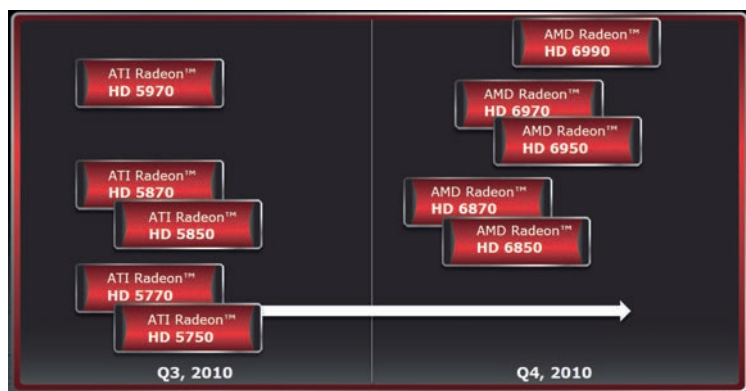 ATI Radeon™
HD 5970
ATI Radeon™
HD 5870
ATI Radeon™
HD 5850
ATI Radeon™
HD 5770
ATI Radeon™
HD 5750
Q3, 2010
AMD Radeon™
HD 6990
AMD Radeon™
HD 6970
AMD Radeon™
HD 6950
AMD Radeon™
HD 6870
AMD Radeon™
HD 6850
Q4, 2010